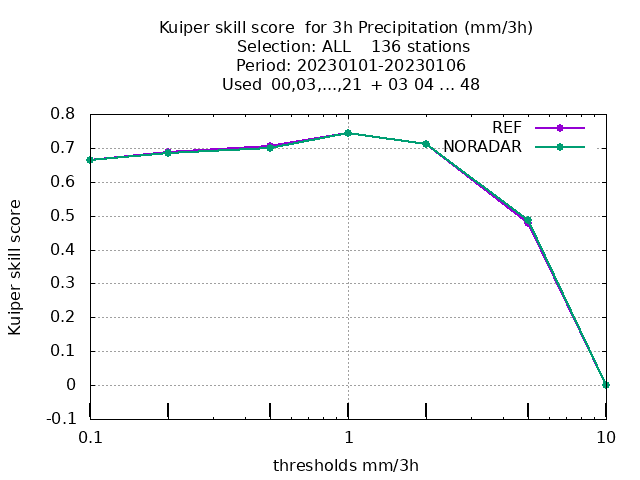 Kuiper skill score  for 3h Precipitation (mm/3h)
Selection: ALL    136 stations
Period: 20230101-20230106
Used  00,03,...,21  + 03 04 ... 48
REF
NORADAR
0.8
0.7
0.6
0.5
0.4
0.3
0.2
0.1
0
-0.1
0.1
1
10
Kuiper skill score
thresholds mm/3h